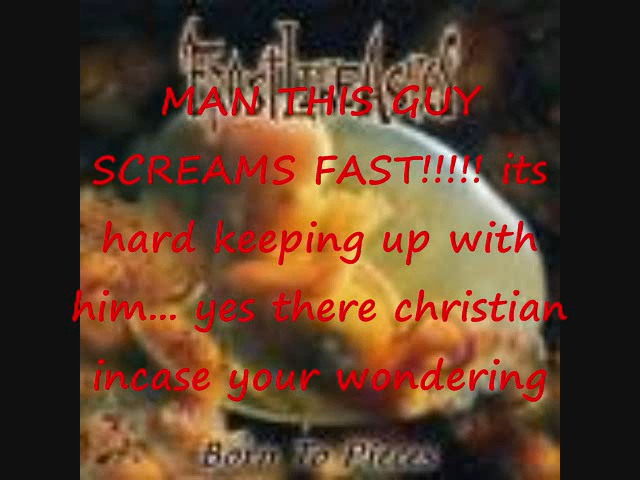 MAN THIS GUY
SCREAMS FAST!!!!! its
hard keeping up with
him... yes there christian
incase your wondering
Born To Pieces